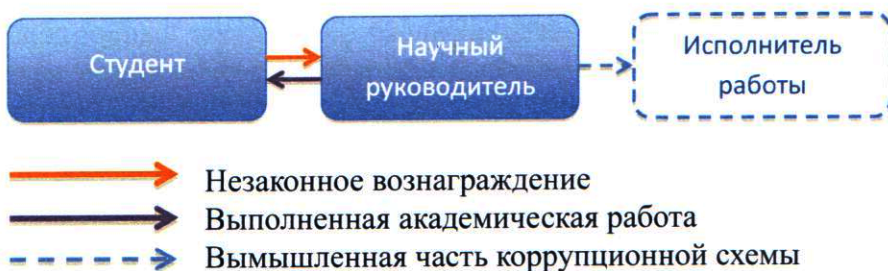 Студент
Научный
руководитель
Исполнитель
работы
Незаконное вознаграждение
Выполненная академическая работа
Вымышленная часть коррупционной схемы